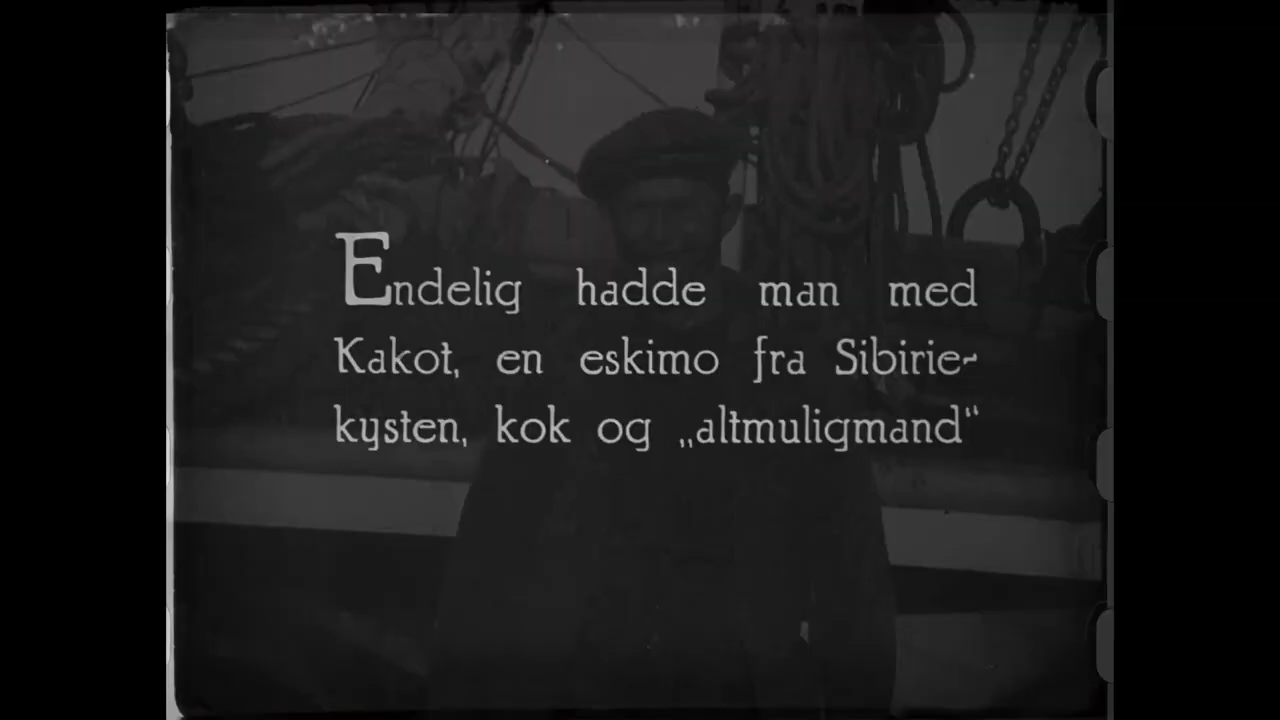 Endelig hadde man med
Kakot, en eskimo fra Sibirie-
kysten, kok og „altmuligmand“